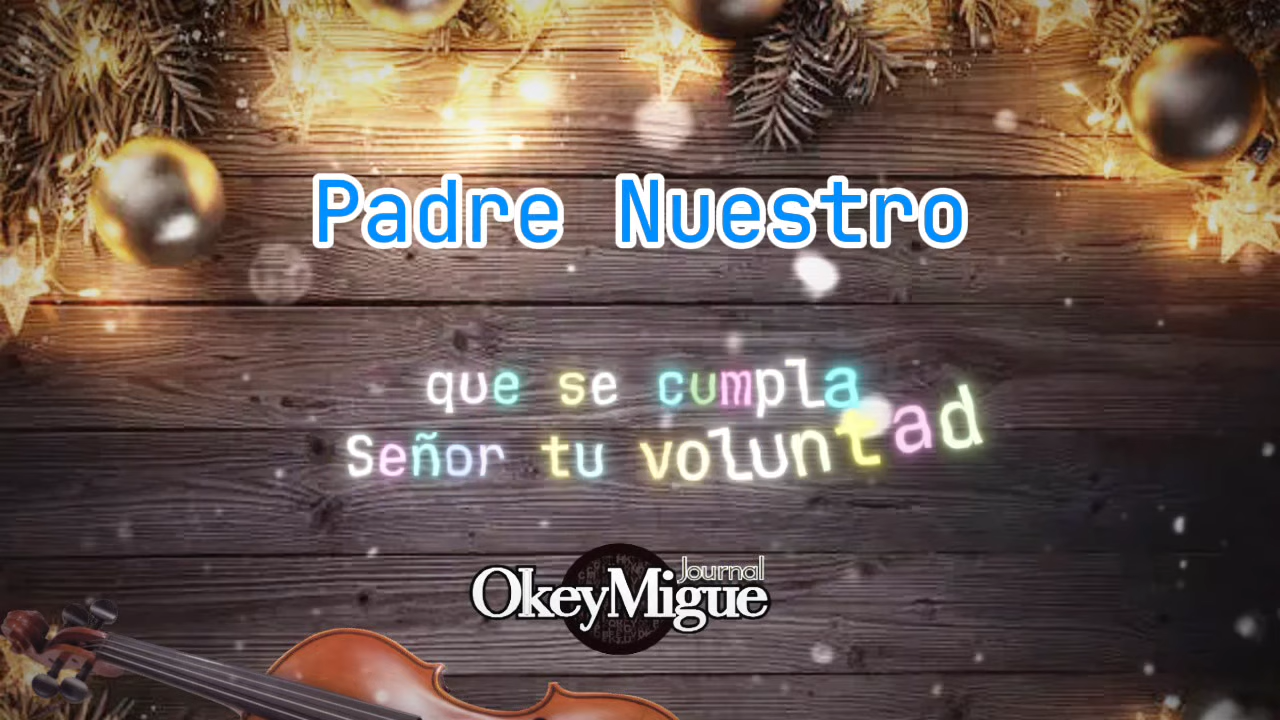 Padre Nuestro
que se cumpla
Señor tu voluntad
Journal
OkeyMigue